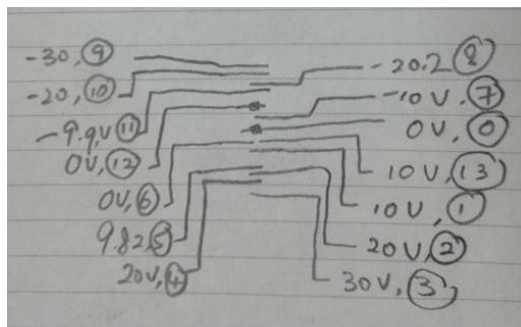 -30, 9
-20, 10
-9.9V 11
0V, 12
0V, 6
9.82, 5
20V, 4
-20.2 8
-10V, 7
0V, 0
10V, 13
10V, 1
20V, 2
30V, 3